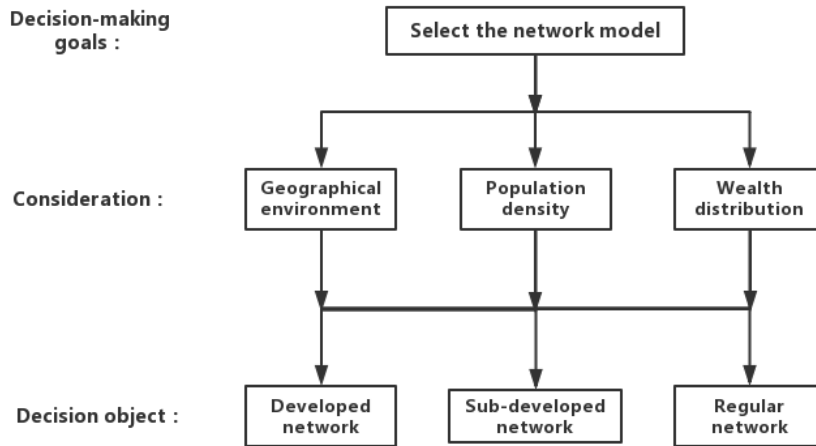 Decision-making
goals :
Select the network model
Consideration :
Geographical
environment
Population
density
Wealth
distribution
Decision object :
Developed
network
Sub-developed
network
Regular
network